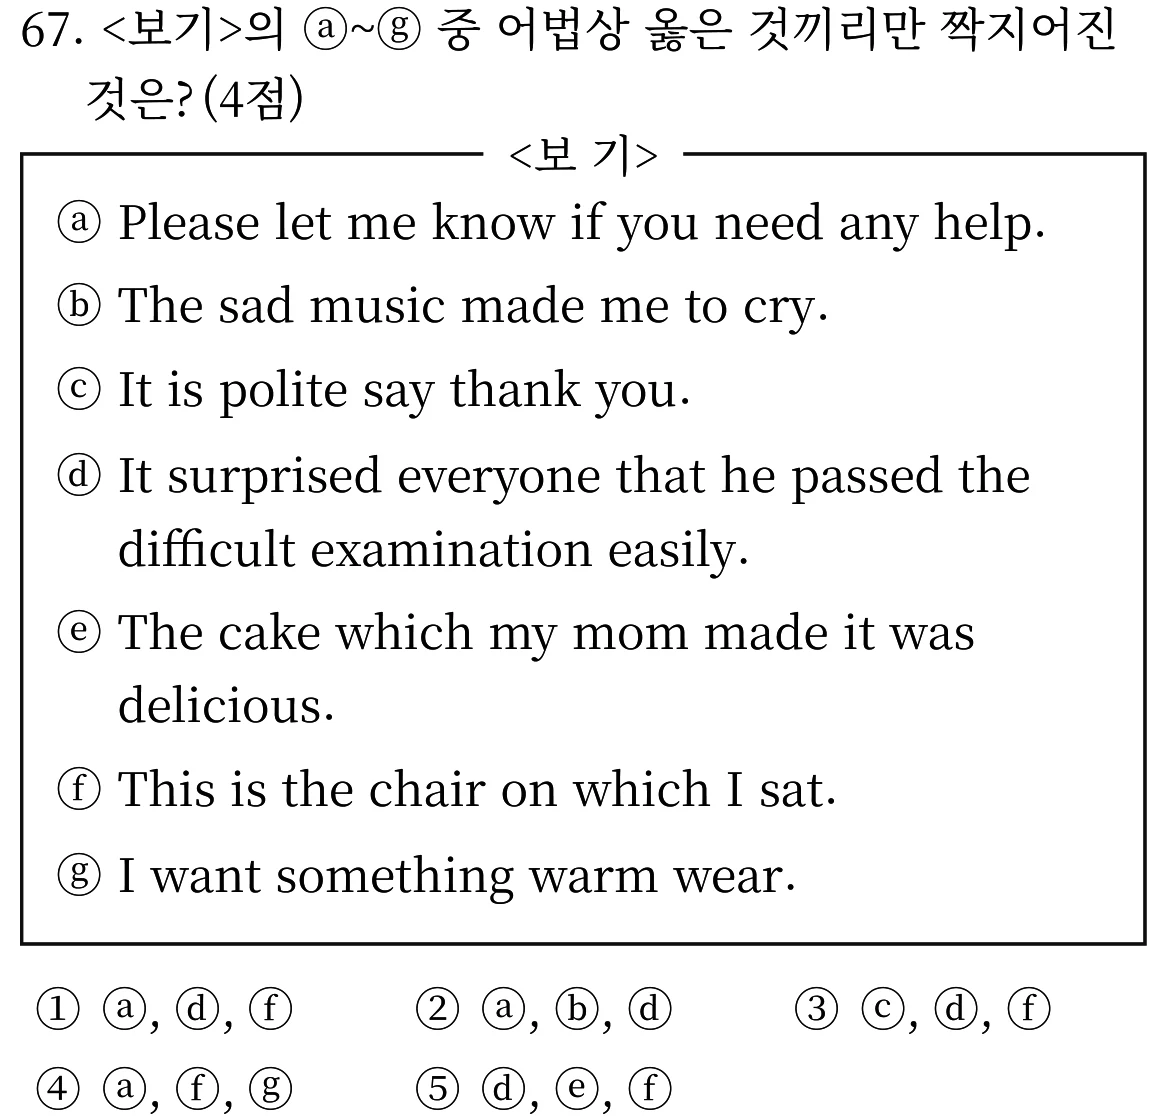 67. <보기>의 ⓐ~ⓖ 중 어법상 옳은 것끼리만 짝지어진
것은? (4점)
<보 기>
ⓐ Please let me know if you need any help.
ⓑ The sad music made me to cry.
ⓒ It is polite say thank you.
ⓓ It surprised everyone that he passed the
difficult examination easily.
ⓔ The cake which my mom made it was
delicious.
ⓕ This is the chair on which I sat.
ⓖ I want something warm wear.
① ⓐ, ⓓ, ⓕ ② ⓐ, ⓑ, ⓓ ③ ⓒ, ⓓ, ⓕ
④ ⓐ, ⓕ, ⓖ ⑤ ⓓ, ⓔ, ⓕ